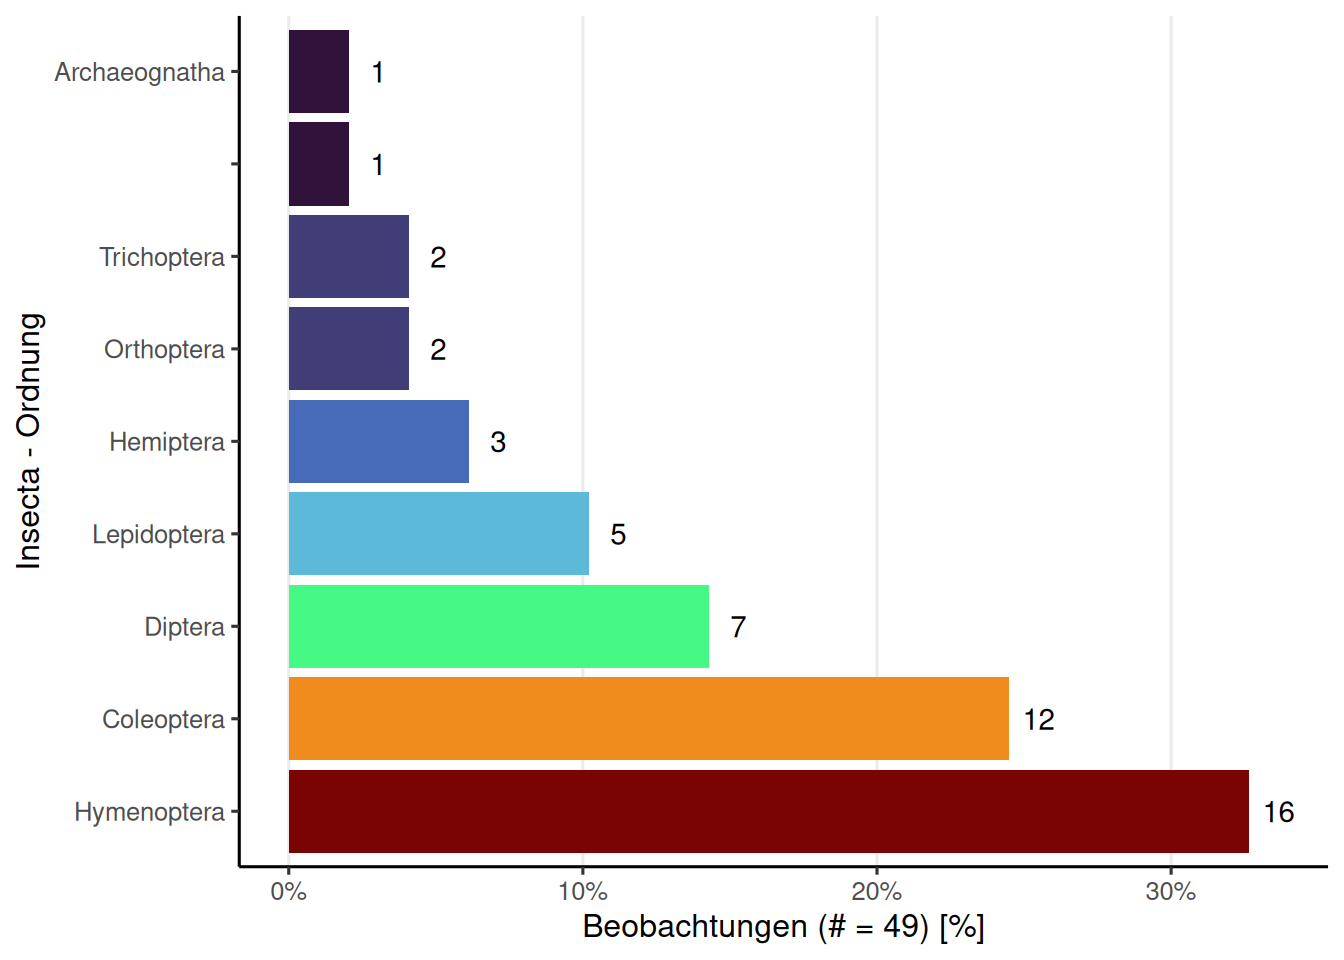 Insecta - Ordnung
Archaeognatha 1
1
Trichoptera 2
Orthoptera 2
Hemiptera 3
Lepidoptera 5
Diptera 7
Coleoptera 12
Hymenoptera 16
0% 10% 20% 30%
Beobachtungen (# = 49) [%]